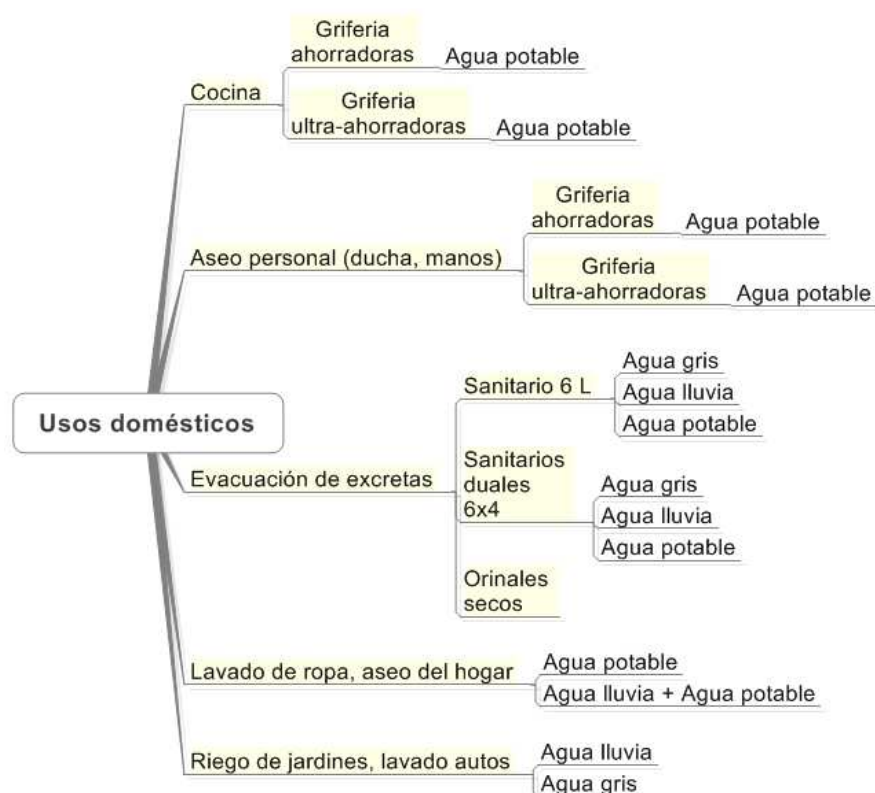 Usos domésticos
Cocina
Griferia
ahorradoras
Agua potable
Griferia
ultra-ahorradoras
Agua potable
Aseo personal (ducha, manos)
Griferia
ahorradoras
Agua potable
Griferia
ultra-ahorradoras
Agua potable
Evacuación de excretas
Sanitario 6 L
Agua gris
Agua lluvia
Agua potable
Sanitarios
duales
6x4
Agua gris
Agua lluvia
Agua potable
Orinales
secos
Lavado de ropa, aseo del hogar
Agua potable
Agua lluvia + Agua potable
Riego de jardines, lavado autos
Agua lluvia
Agua gris